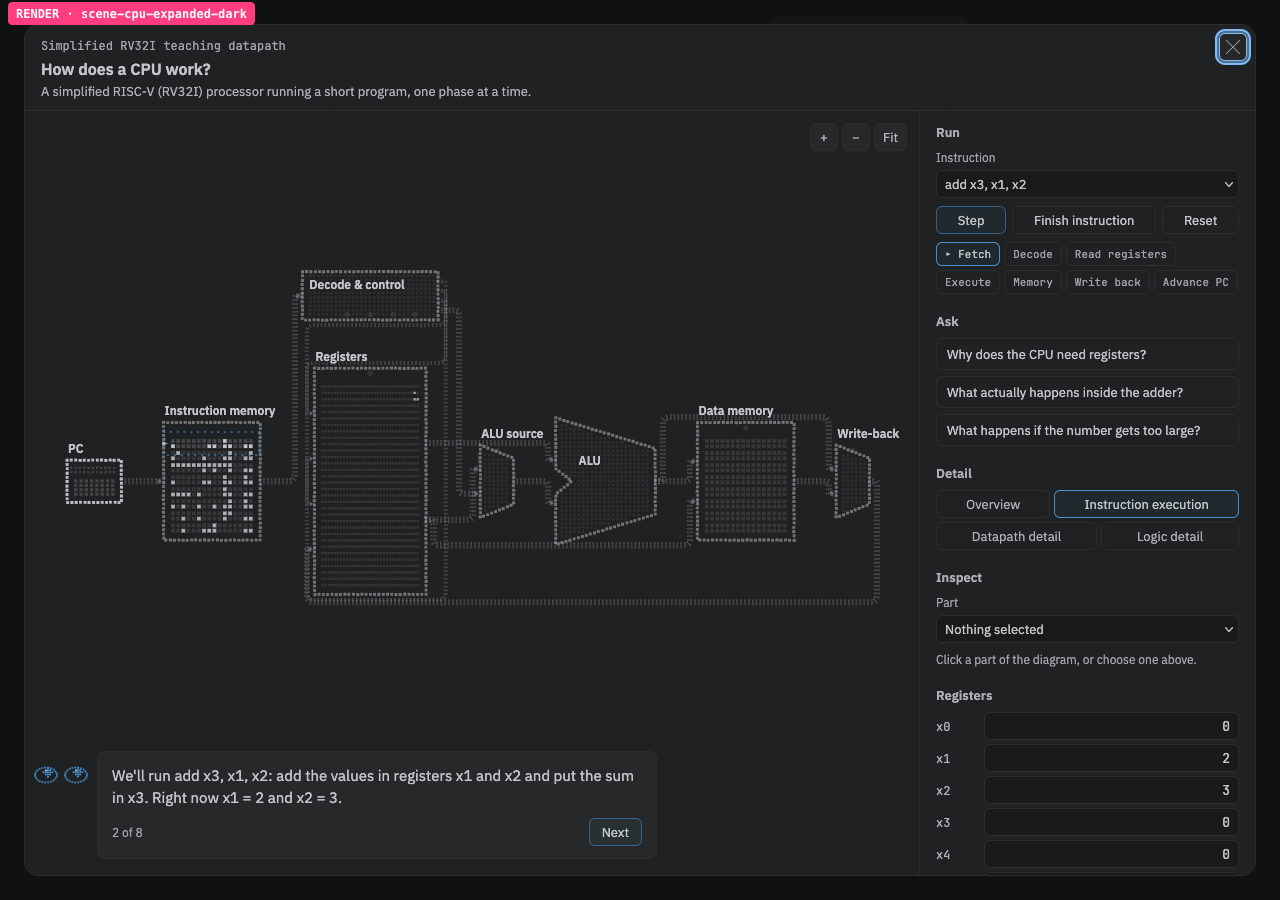 RENDER · scene-cpu-expanded-dark
Simplified RV32I teaching datapath
How does a CPU work?
A simplified RISC-V (RV32I) processor running a short program, one phase at a time.
+ − Fit
Decode & control
Registers
Instruction memory
PC
ALU source
ALU
Data memory
Write-back
We'll run add x3, x1, x2: add the values in registers x1 and x2 and put the sum
in x3. Right now x1 = 2 and x2 = 3.
2 of 8
Next
Run
Instruction
add x3, x1, x2
Step Finish instruction Reset
▸ Fetch Decode Read registers
Execute Memory Write back Advance PC
Ask
Why does the CPU need registers?
What actually happens inside the adder?
What happens if the number gets too large?
Detail
Overview Instruction execution
Datapath detail Logic detail
Inspect
Part
Nothing selected
Click a part of the diagram, or choose one above.
Registers
x0 0
x1 2
x2 3
x3 0
x4 0